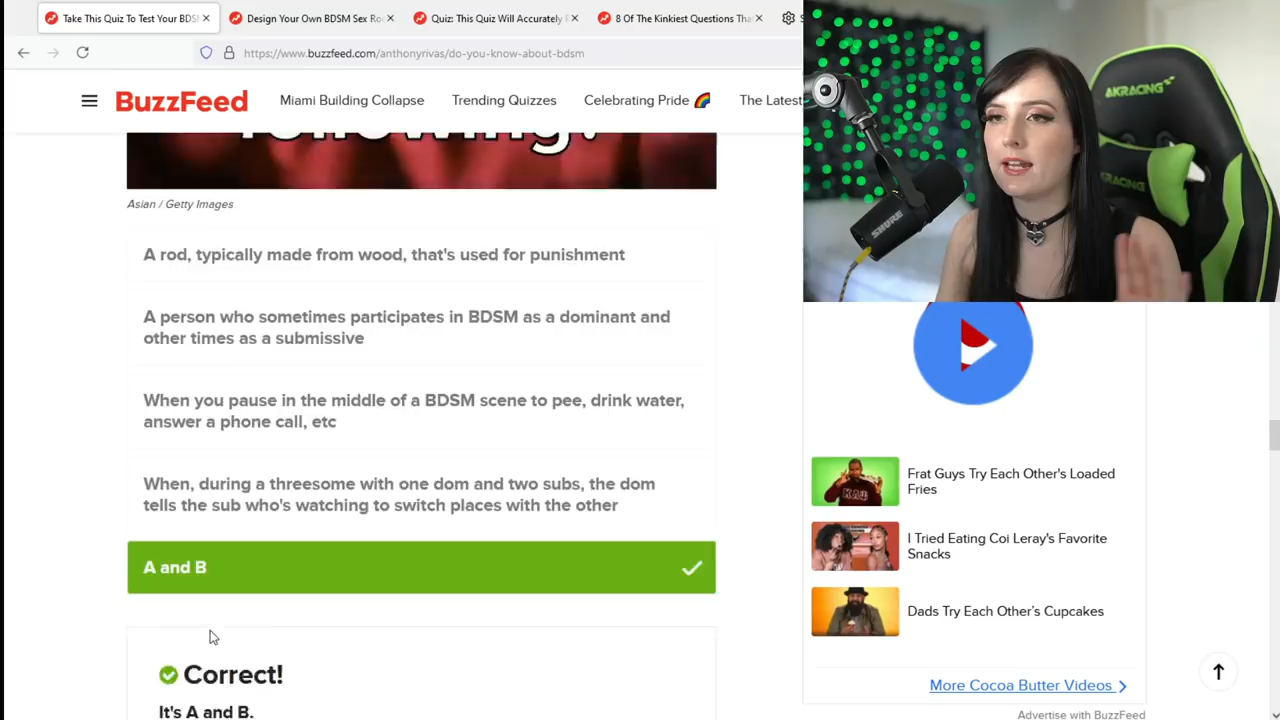 Take This Quiz To Test Your BDS
Design Your Own BDSM Sex Ro
Quiz: This Quiz Will Accurately
8 Of The Kinkiest Questions Tha
https://www.buzzfeed.com/anthonyrivas/do-you-know-about-bdsm
BuzzFeed
Miami Building Collapse
Trending Quizzes
Celebrating Pride 🌈
The Latest
following?
Asian / Getty Images
A rod, typically made from wood, that's used for punishment
A person who sometimes participates in BDSM as a dominant and
other times as a submissive
When you pause in the middle of a BDSM scene to pee, drink water,
answer a phone call, etc
When, during a threesome with one dom and two subs, the dom
tells the sub who's watching to switch places with the other
A and B
Correct!
It's A and B.
AKRACING
AKRACING
SHURE
KAΨ
Frat Guys Try Each Other's Loaded
Fries
I Tried Eating Coi Leray's Favorite
Snacks
Dads Try Each Other's Cupcakes
More Cocoa Butter Videos
Advertise with BuzzFeed